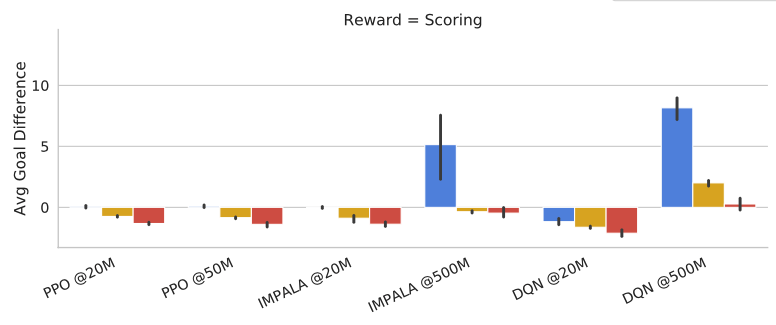 Reward = Scoring
Avg Goal Difference
10
5
0
PPO @20M
PPO @50M
IMPALA @20M
IMPALA @500M
DQN @20M
DQN @500M